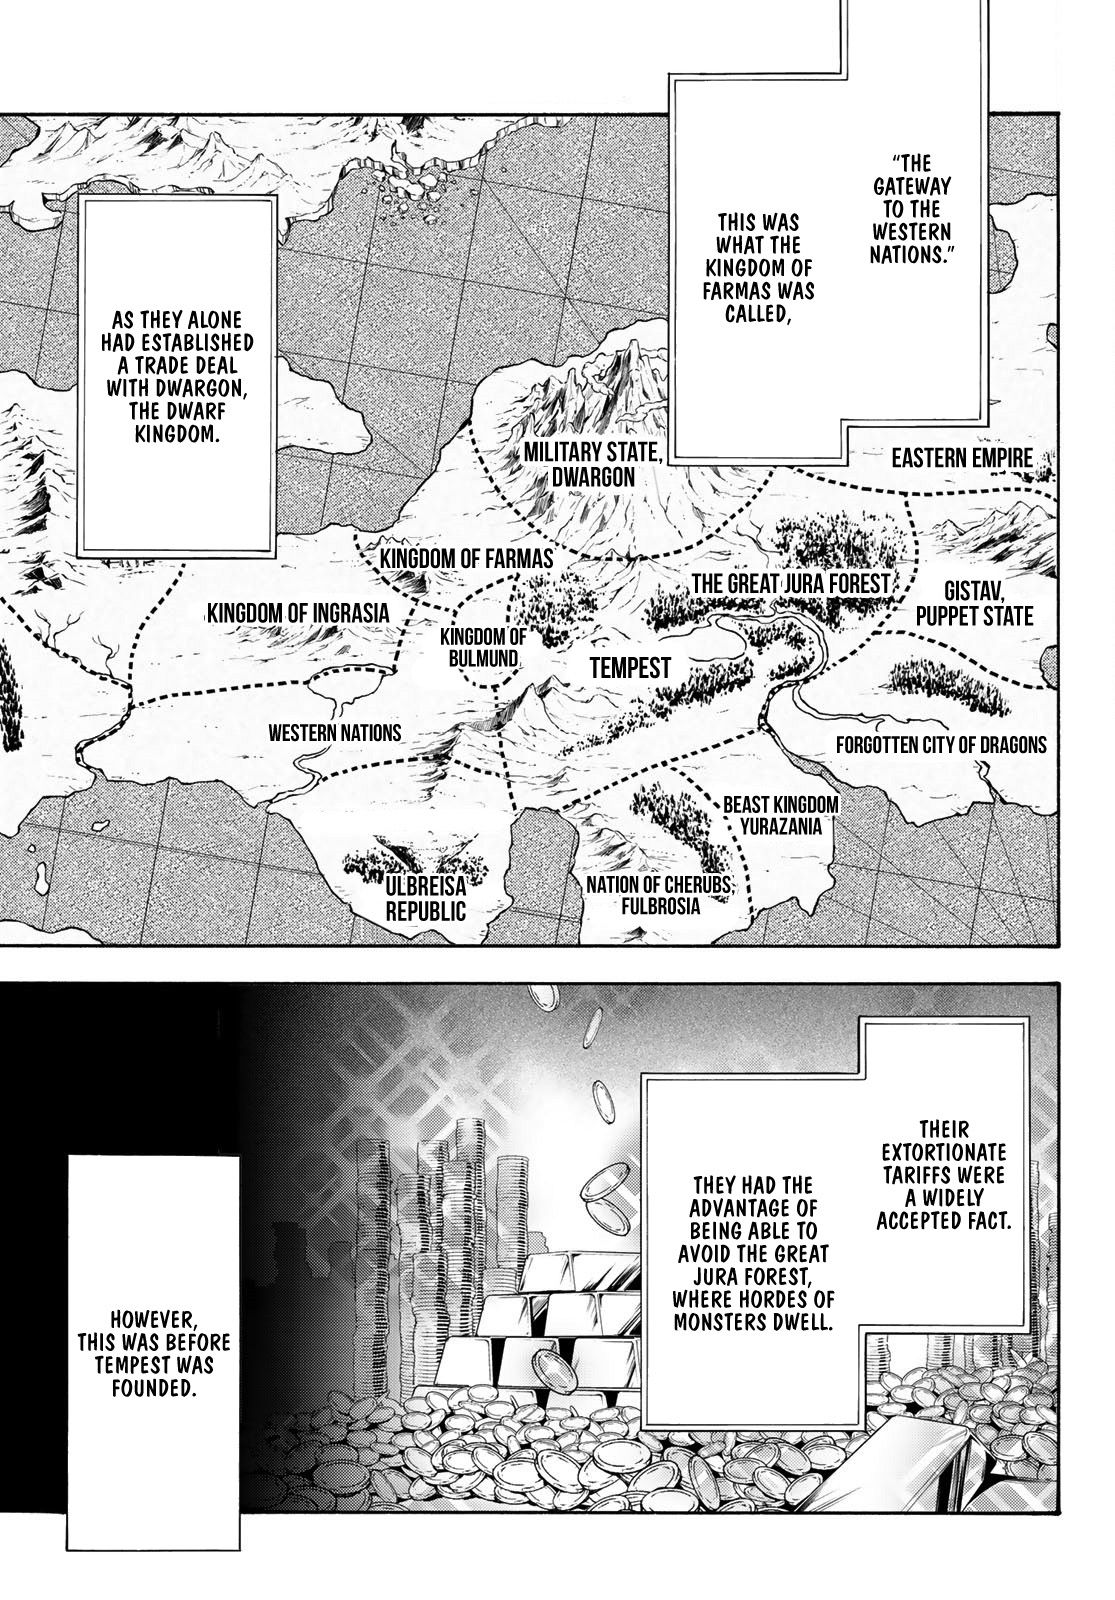 "THE
GATEWAY
TO THE
WESTERN
NATIONS."
THIS WAS
WHAT THE
KINGDOM OF
FARMAS WAS
CALLED,
AS THEY ALONE
HAD ESTABLISHED
A TRADE DEAL
WITH DWARGON,
THE DWARF
KINGDOM.
MILITARY STATE,
DWARGON
EASTERN EMPIRE
KINGDOM OF FARMAS
THE GREAT JURA FOREST
GISTAV,
PUPPET STATE
KINGDOM OF INGRASIA
KINGDOM OF
BULMUND
TEMPEST
WESTERN NATIONS
FORGOTTEN CITY OF DRAGONS
BEAST KINGDOM
YURAZANIA
ULBREISA
REPUBLIC
NATION OF CHERUBS,
FULBROSIA
THEIR
EXTORTIONATE
TARIFFS WERE
A WIDELY
ACCEPTED FACT.
THEY HAD THE
ADVANTAGE OF
BEING ABLE TO
AVOID THE GREAT
JURA FOREST,
WHERE HORDES OF
MONSTERS DWELL.
HOWEVER,
THIS WAS BEFORE
TEMPEST WAS
FOUNDED.